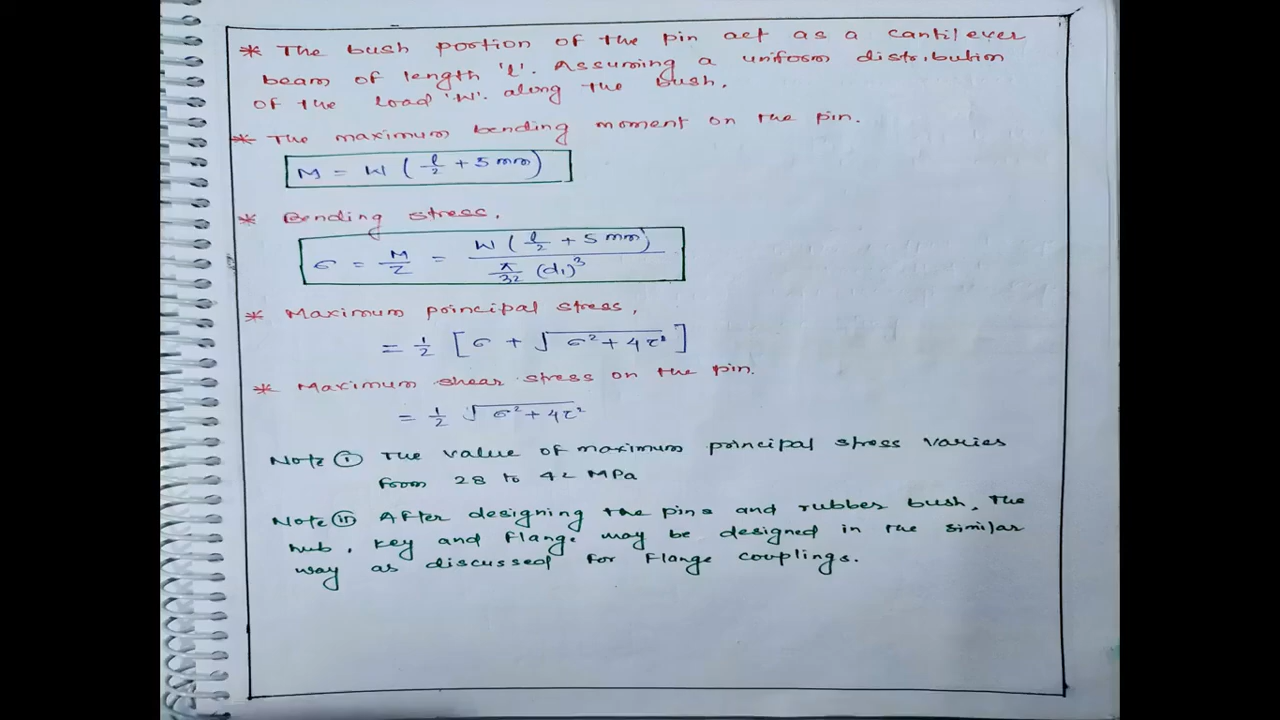 * The bush portion of the pin act as a cantilever
beam of length 'l'. Assuming a uniform distribution
of the load 'W'. along the bush.
* The maximum bending moment on the pin.
M = W ( l/2 + 5 mm )
* Bending stress,
σ = M/Z = W ( l/2 + 5 mm ) / π/32 (d₁)³
* Maximum principal stress,
= 1/2 [ σ + √σ² + 4τ² ]
* Maximum shear stress on the pin.
= 1/2 √σ² + 4τ²
Note (i) The value of maximum principal stress varies
from 28 to 42 MPa
Note (ii) After designing the pins and rubber bush, the
hub, key and flange may be designed in the similar
way as discussed for Flange couplings.